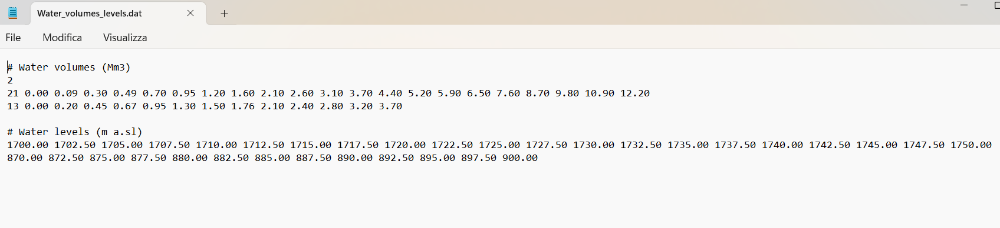 Water_volumes_levels.dat
File Modifica Visualizza
# Water volumes (Mm3)
2
21 0.00 0.09 0.30 0.49 0.70 0.95 1.20 1.60 2.10 2.60 3.10 3.70 4.40 5.20 5.90 6.50 7.60 8.70 9.80 10.90 12.20
13 0.00 0.20 0.45 0.67 0.95 1.30 1.50 1.76 2.10 2.40 2.80 3.20 3.70
# Water levels (m a.sl)
1700.00 1702.50 1705.00 1707.50 1710.00 1712.50 1715.00 1717.50 1720.00 1722.50 1725.00 1727.50 1730.00 1732.50 1735.00 1737.50 1740.00 1742.50 1745.00 1747.50 1750.00
870.00 872.50 875.00 877.50 880.00 882.50 885.00 887.50 890.00 892.50 895.00 897.50 900.00